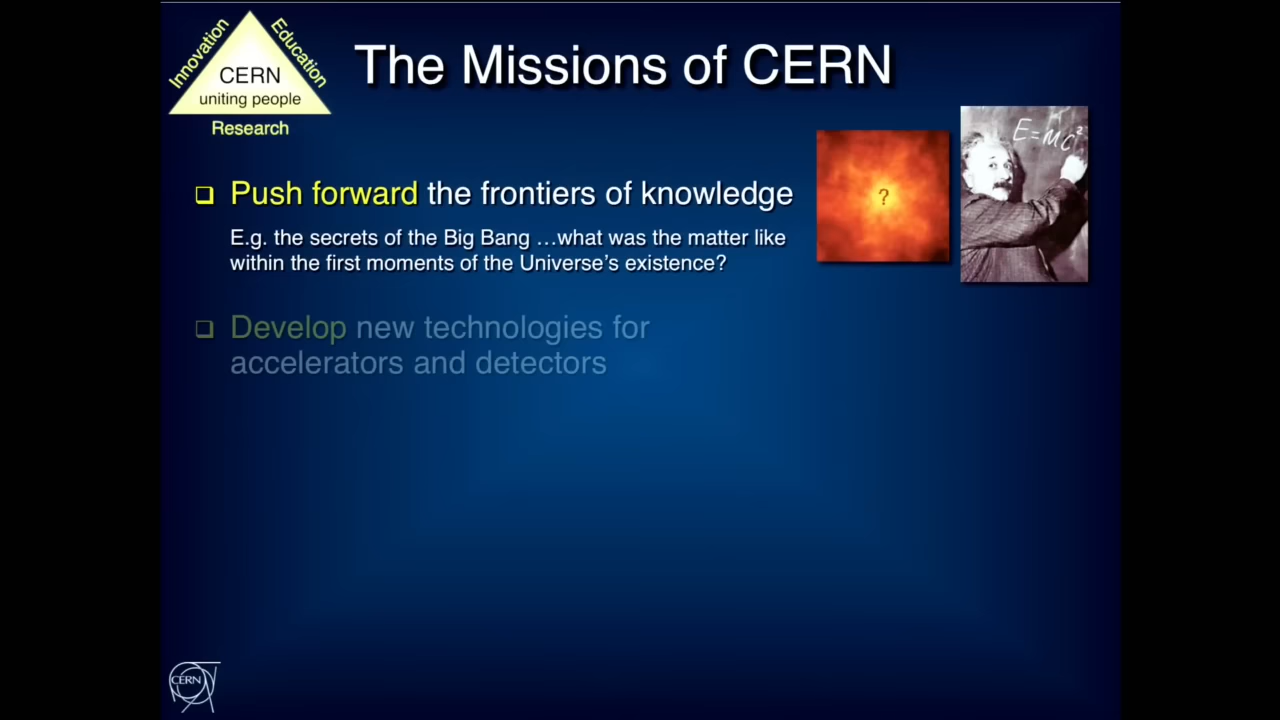 Innovation
Education
CERN
uniting people
Research
The Missions of CERN
Push forward the frontiers of knowledge
E.g. the secrets of the Big Bang …what was the matter like
within the first moments of the Universe’s existence?
?
E=mc²
Develop new technologies for
accelerators and detectors
CERN